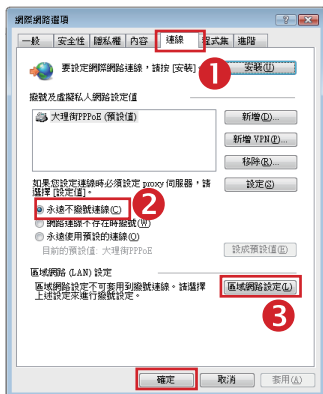 網際網路選項
一般 安全性 隱私權 內容 連線 程式集 進階
要設定網際網路連線，請按 [安裝]。 安裝(U)
1
撥號及虛擬私人網路設定值
大理街PPPoE (預設值) 新增(D)...
新增 VPN(P)...
移除(R)...
如果您設定連線時必須設定 proxy 伺服器，請 設定(S)
選擇 [設定值]。
永遠不撥號連線(C) 2
網路連線不存在時撥號(W)
永遠使用預設的連線(O)
目前的預設值: 大理街PPPoE 設成預設值(E)
區域網路 (LAN) 設定
區域網路設定不可套用到撥號連線。請選擇 區域網路設定(L)
上述設定來進行撥號設定。
3
確定 取消 套用(A)